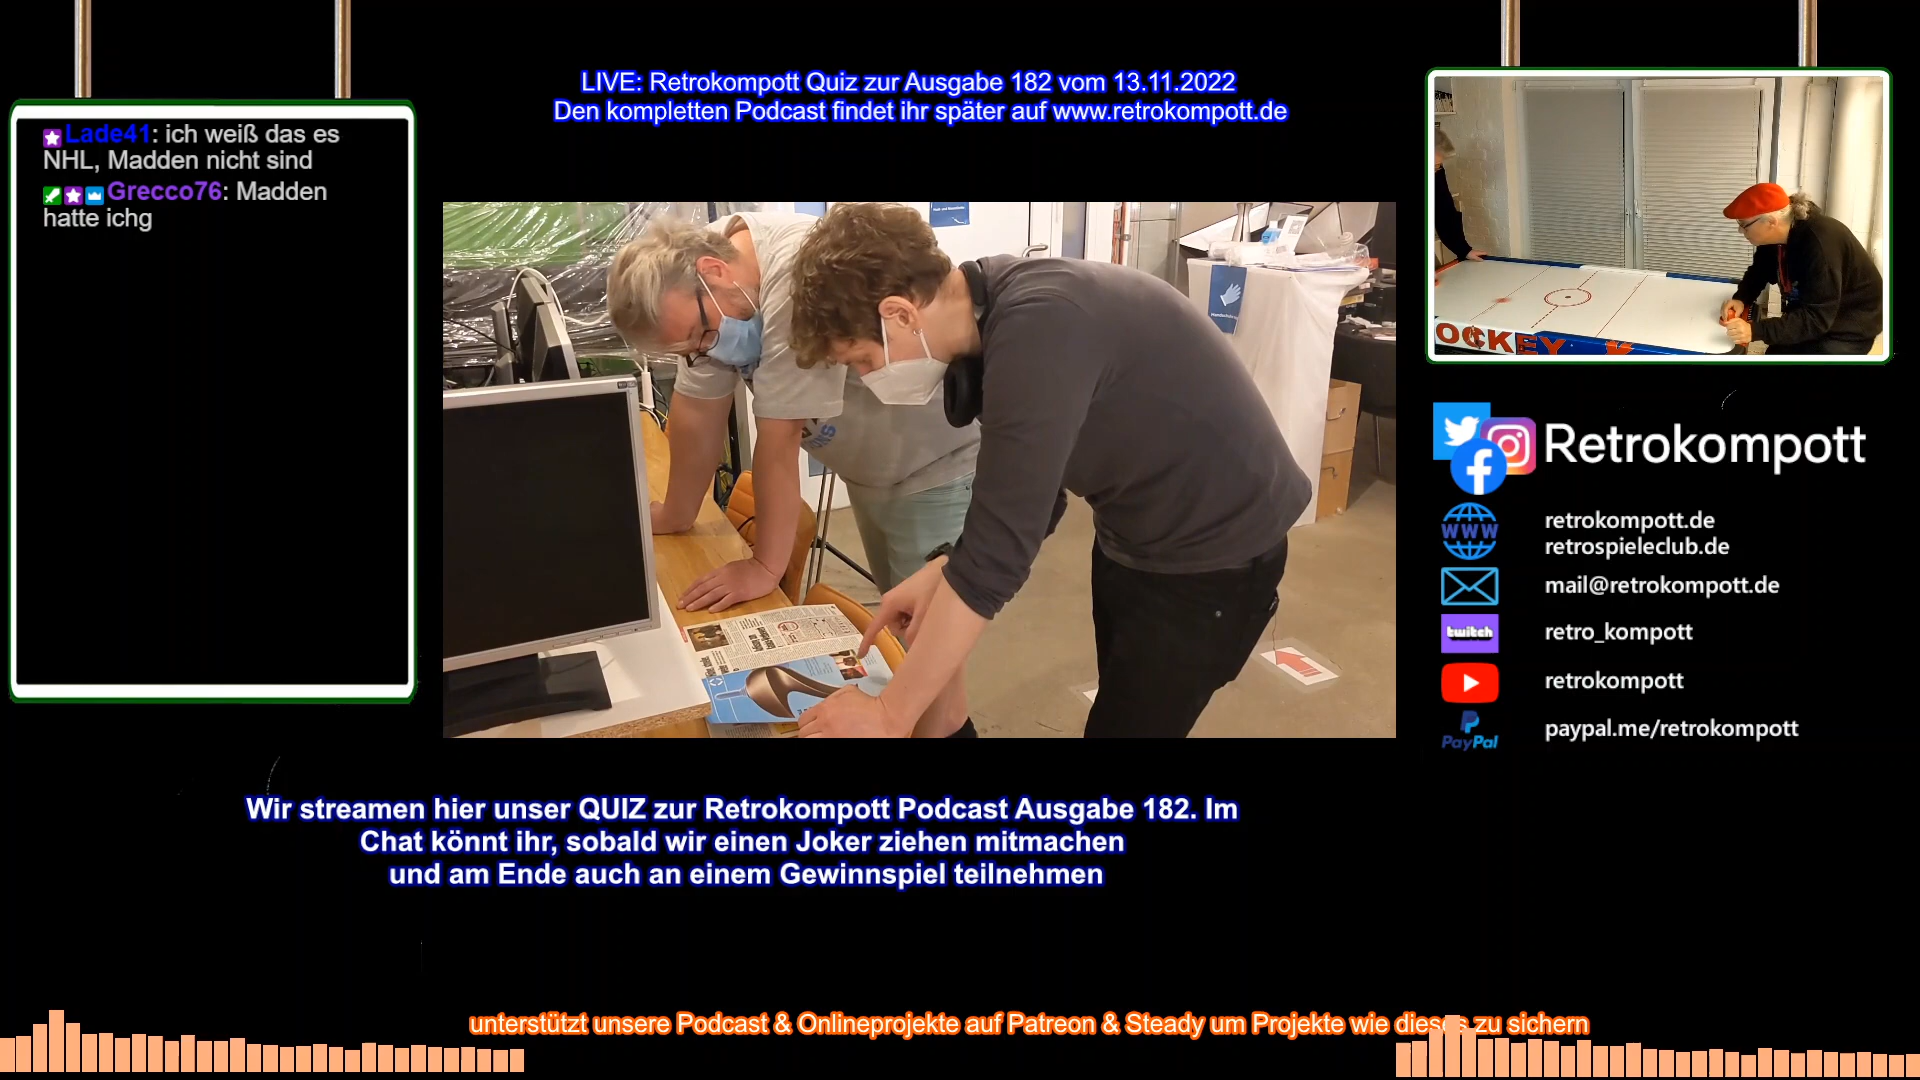 LIVE: Retrokompott Quiz zur Ausgabe 182 vom 13.11.2022
Den kompletten Podcast findet ihr später auf www.retrokompott.de
Lade41: ich weiß das es
NHL, Madden nicht sind
Grecco76: Madden
hatte ichg
OCKEY
Retrokompott
WWW
retrokompott.de
retrospieleclub.de
mail@retrokompott.de
twitch
retro_kompott
retrokompott
PayPal
paypal.me/retrokompott
Wir streamen hier unser QUIZ zur Retrokompott Podcast Ausgabe 182. Im
Chat könnt ihr, sobald wir einen Joker ziehen mitmachen
und am Ende auch an einem Gewinnspiel teilnehmen
unterstützt unsere Podcast & Onlineprojekte auf Patreon & Steady um Projekte wie dieses zu sichern